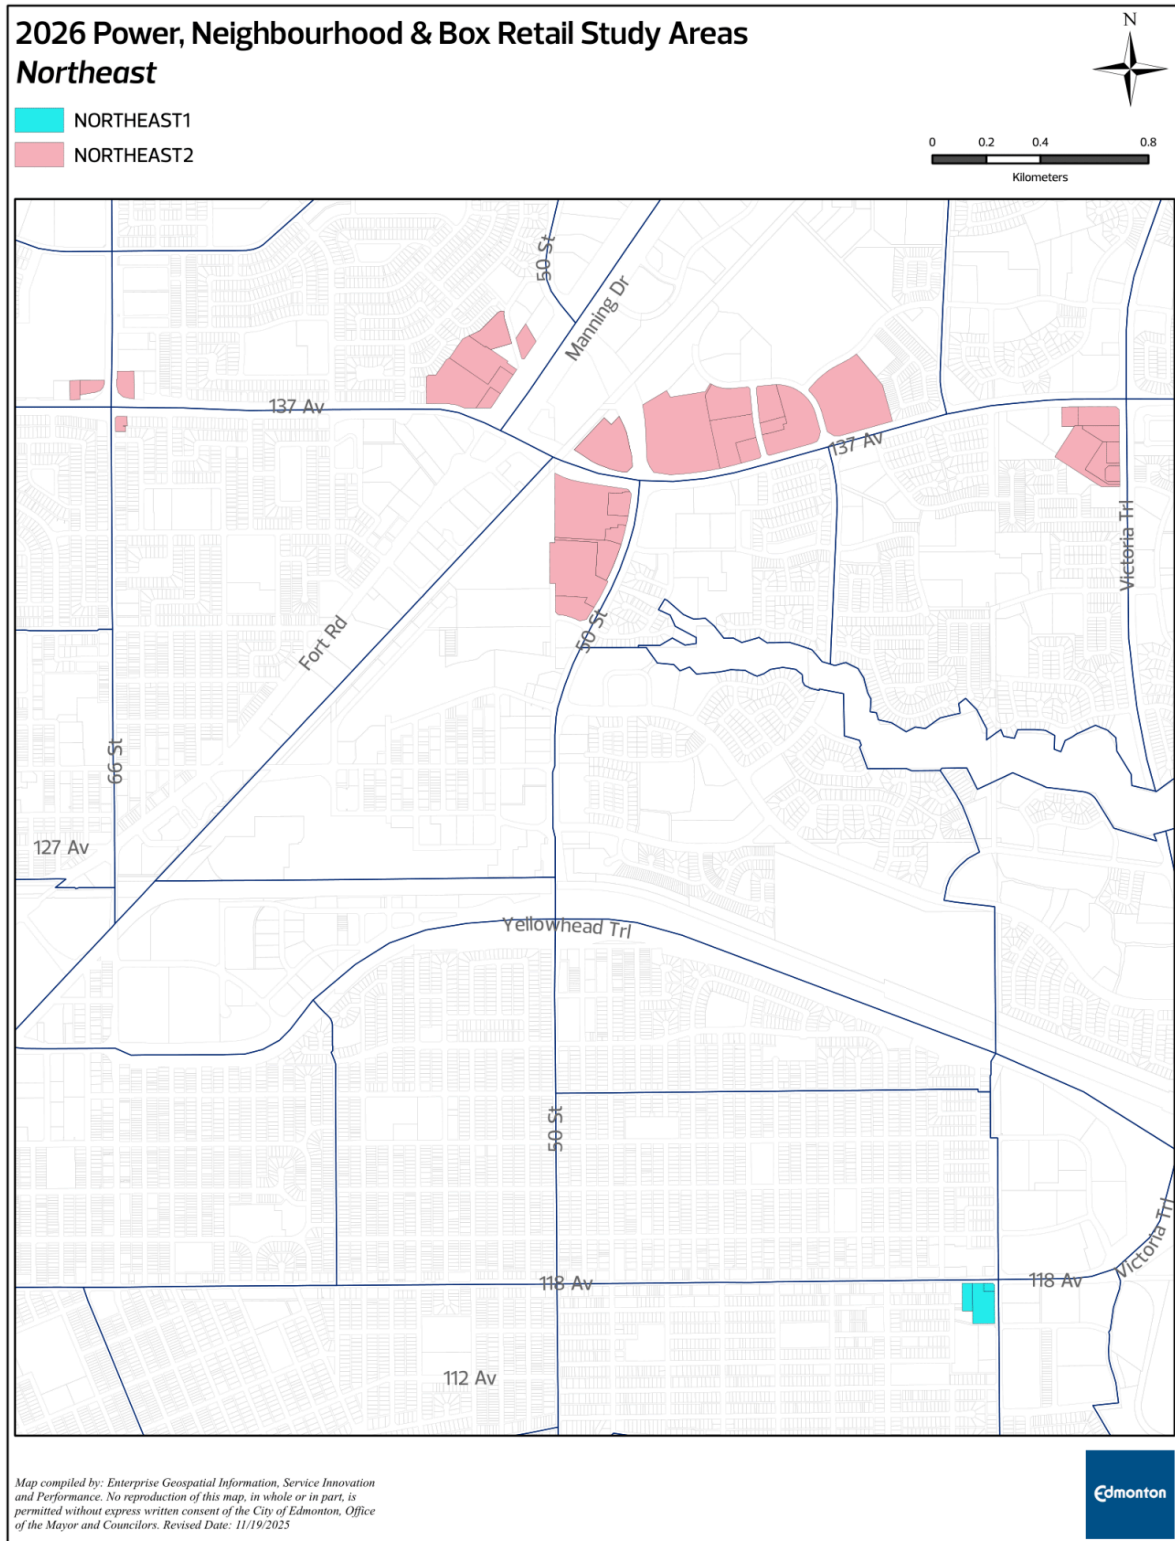 2026 Power, Neighbourhood & Box Retail Study Areas
Northeast
N
NORTHEAST1
NORTHEAST2
0 0.2 0.4 0.8
Kilometers
50 St
Manning Dr
137 Av
137 Av
Victoria Trl
50 St
Fort Rd
66 St
127 Av
Yellowhead Trl
50 St
118 Av
118 Av
Victoria Trl
112 Av
Map compiled by: Enterprise Geospatial Information, Service Innovation
and Performance. No reproduction of this map, in whole or in part, is
permitted without express written consent of the City of Edmonton, Office
of the Mayor and Councilors. Revised Date: 11/19/2025
Edmonton